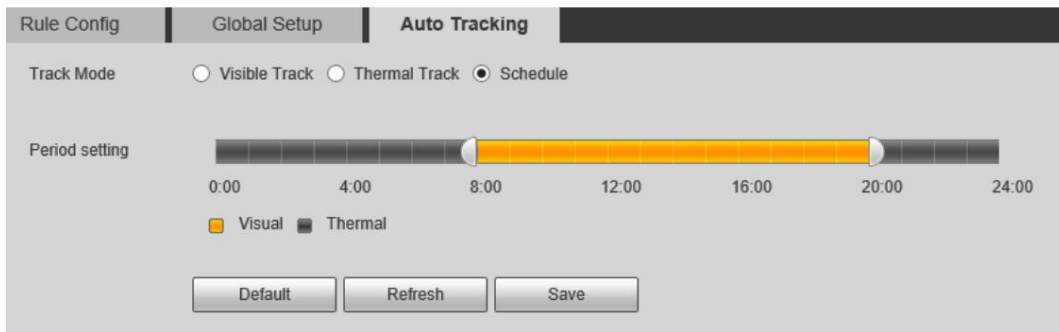 Rule Config Global Setup Auto Tracking
Track Mode Visible Track Thermal Track Schedule
Period setting
0:00 4:00 8:00 12:00 16:00 20:00 24:00
Visual Thermal
Default Refresh Save